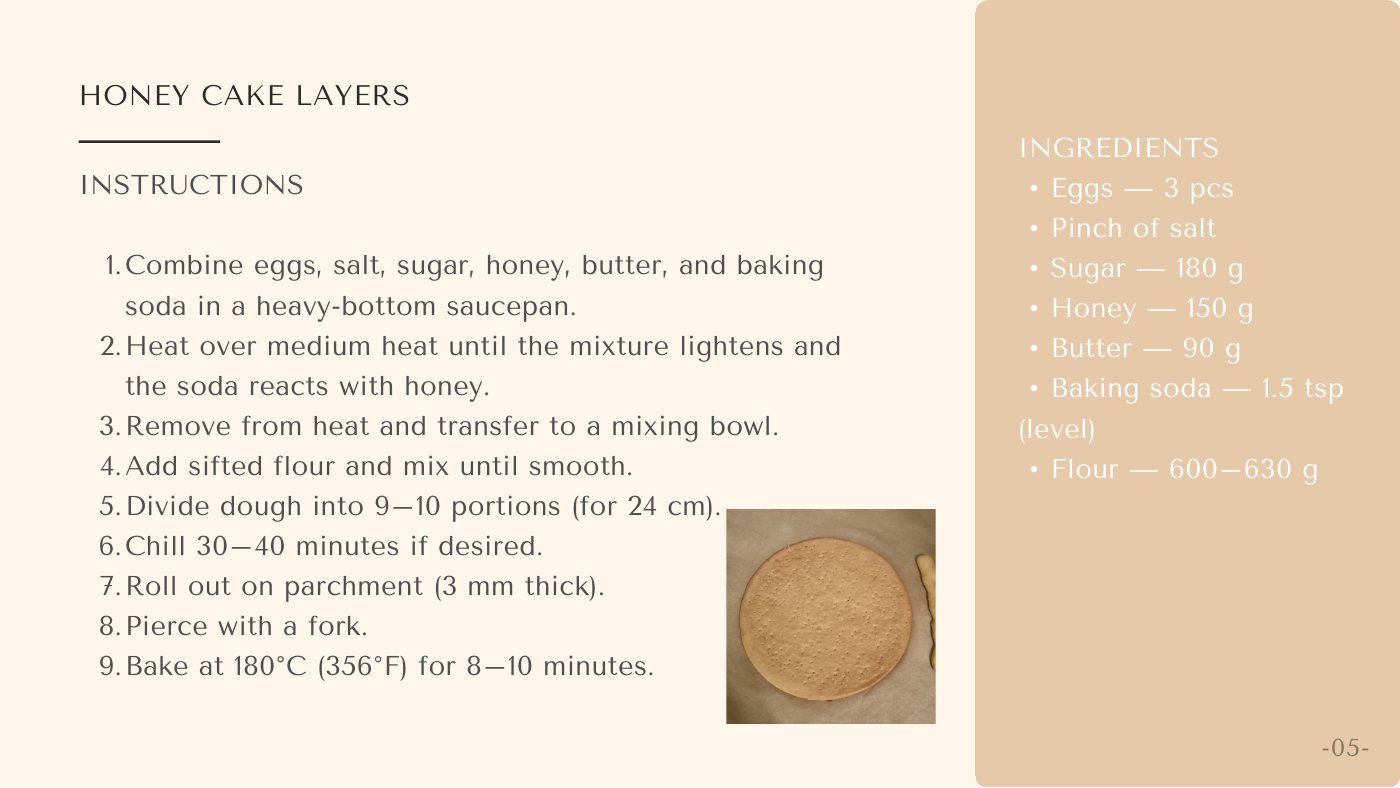 HONEY CAKE LAYERS
INSTRUCTIONS
1. Combine eggs, salt, sugar, honey, butter, and baking
soda in a heavy-bottom saucepan.
2. Heat over medium heat until the mixture lightens and
the soda reacts with honey.
3. Remove from heat and transfer to a mixing bowl.
4. Add sifted flour and mix until smooth.
5. Divide dough into 9–10 portions (for 24 cm).
6. Chill 30–40 minutes if desired.
7. Roll out on parchment (3 mm thick).
8. Pierce with a fork.
9. Bake at 180°C (356°F) for 8–10 minutes.
INGREDIENTS
• Eggs — 3 pcs
• Pinch of salt
• Sugar — 180 g
• Honey — 150 g
• Butter — 90 g
• Baking soda — 1.5 tsp
(level)
• Flour — 600–630 g
-05-